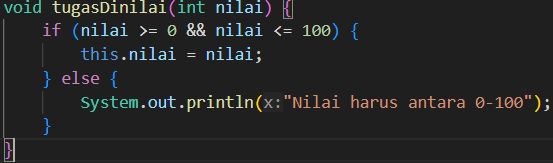 void tugasDinilai(int nilai) {
if (nilai >= 0 && nilai <= 100) {
this.nilai = nilai;
} else {
System.out.println(x:"Nilai harus antara 0-100");
}
}